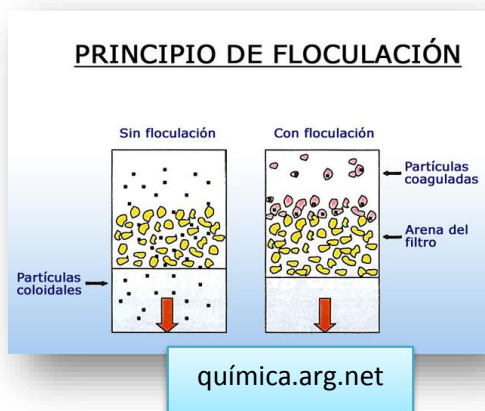 PRINCIPIO DE FLOCULACIÓN
Sin floculación
Con floculación
Partículas
coaguladas
Arena del
filtro
Partículas
coloidales
química.arg.net